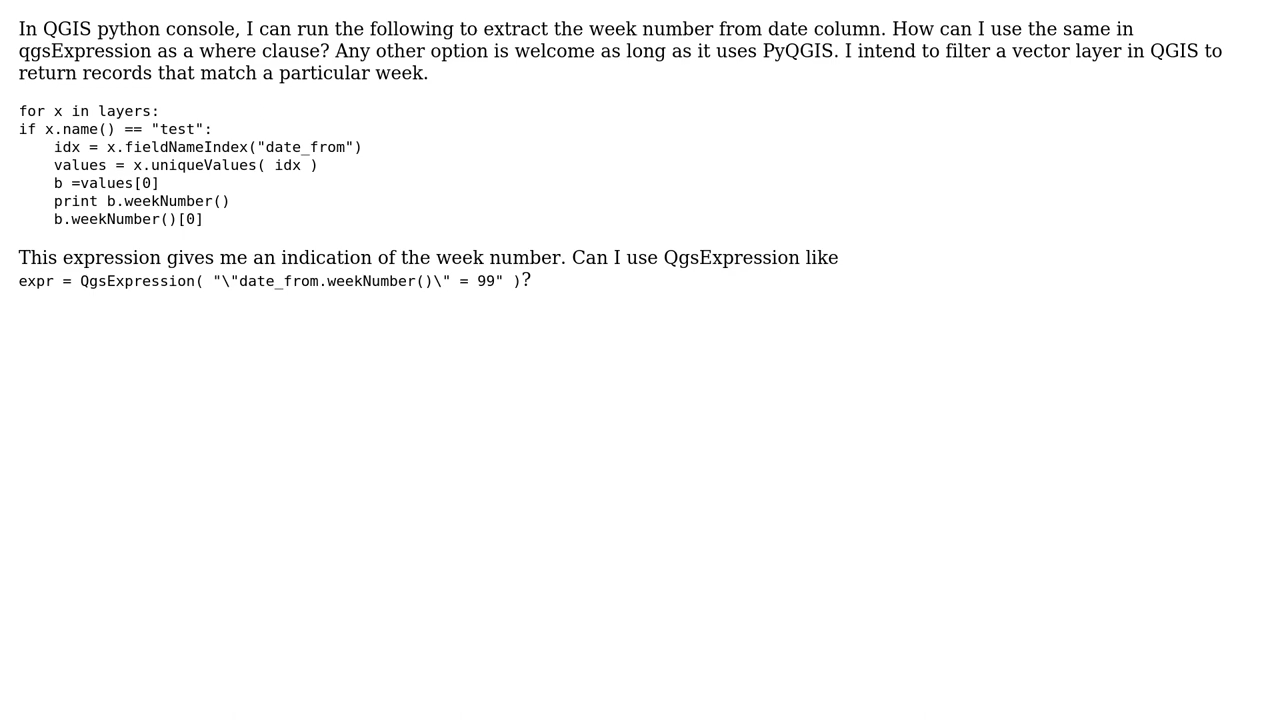 In QGIS python console, I can run the following to extract the week number from date column. How can I use the same in
qgsExpression as a where clause? Any other option is welcome as long as it uses PyQGIS. I intend to filter a vector layer in QGIS to
return records that match a particular week.
for x in layers:
if x.name() == "test":
    idx = x.fieldNameIndex("date_from")
    values = x.uniqueValues( idx )
    b =values[0]
    print b.weekNumber()
    b.weekNumber()[0]
This expression gives me an indication of the week number. Can I use QgsExpression like
expr = QgsExpression( "\"date_from.weekNumber()\" = 99" )?